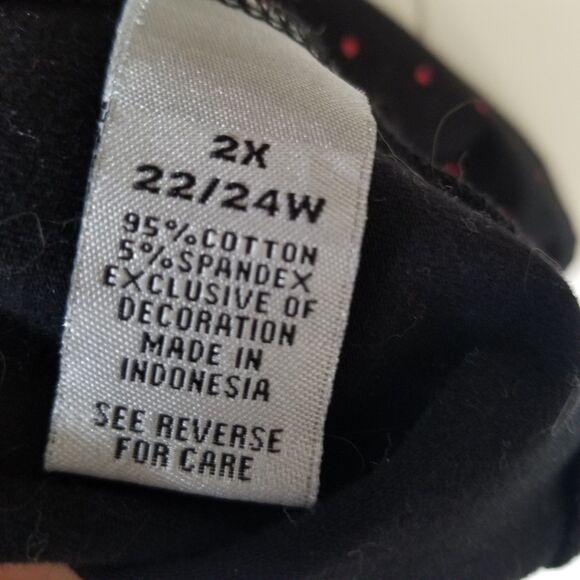 2X
22/24W
95%COTTON
5%SPANDEX
EXCLUSIVE OF
DECORATION
MADE IN
INDONESIA
SEE REVERSE
FOR CARE